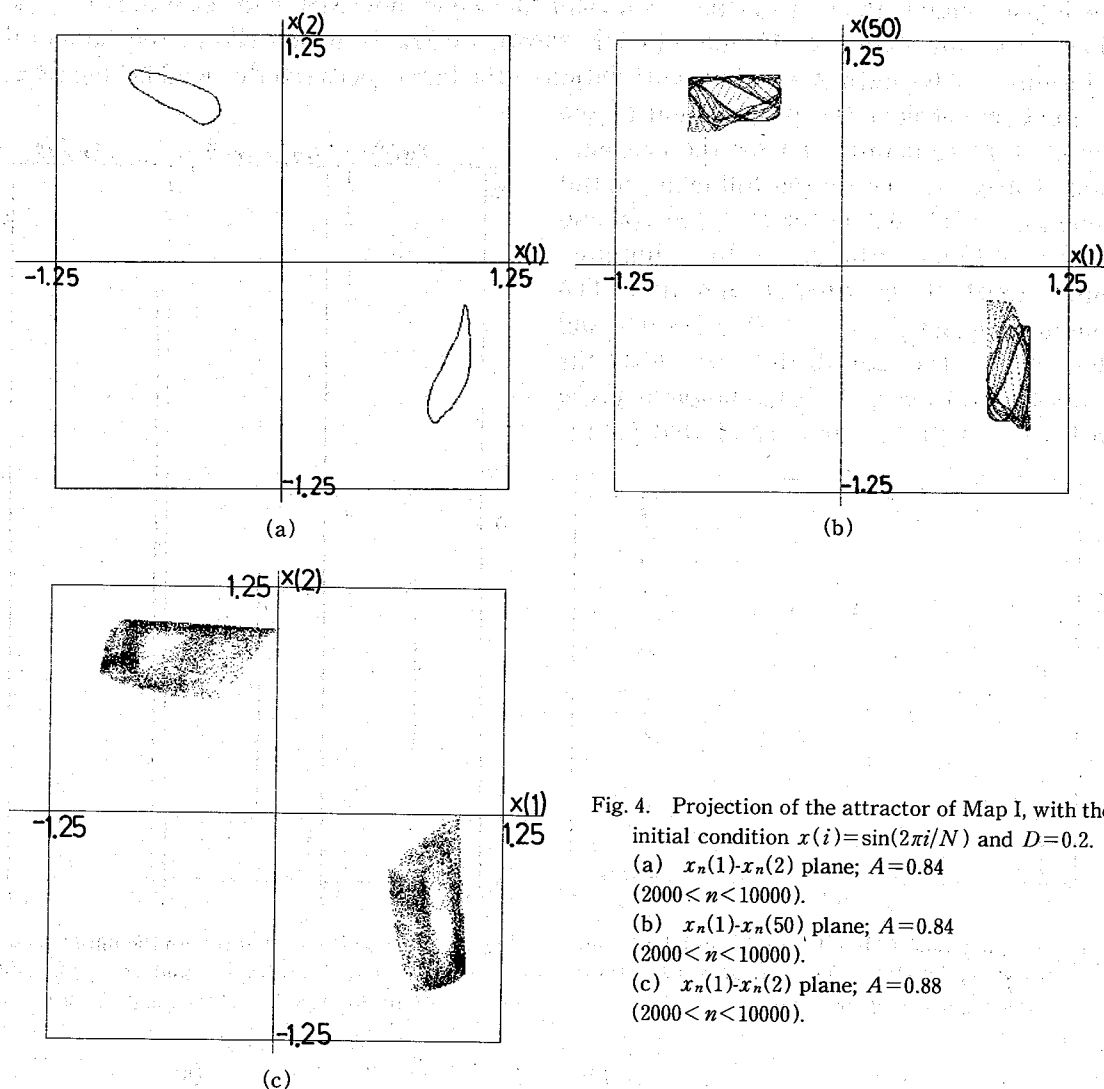 x(2)
1.25
x(1)
-1.25
1.25
-1.25
(a)
x(50)
1.25
x(1)
-1.25
1.25
-1.25
(b)
1.25 x(2)
x(1)
-1.25
1.25
-1.25
(c)
Fig. 4. Projection of the attractor of Map I, with the
initial condition x(i)=sin(2πi/N) and D=0.2.
(a) xₙ(1)-xₙ(2) plane; A=0.84
(2000<n<10000).
(b) xₙ(1)-xₙ(50) plane; A=0.84
(2000<n<10000).
(c) xₙ(1)-xₙ(2) plane; A=0.88
(2000<n<10000).